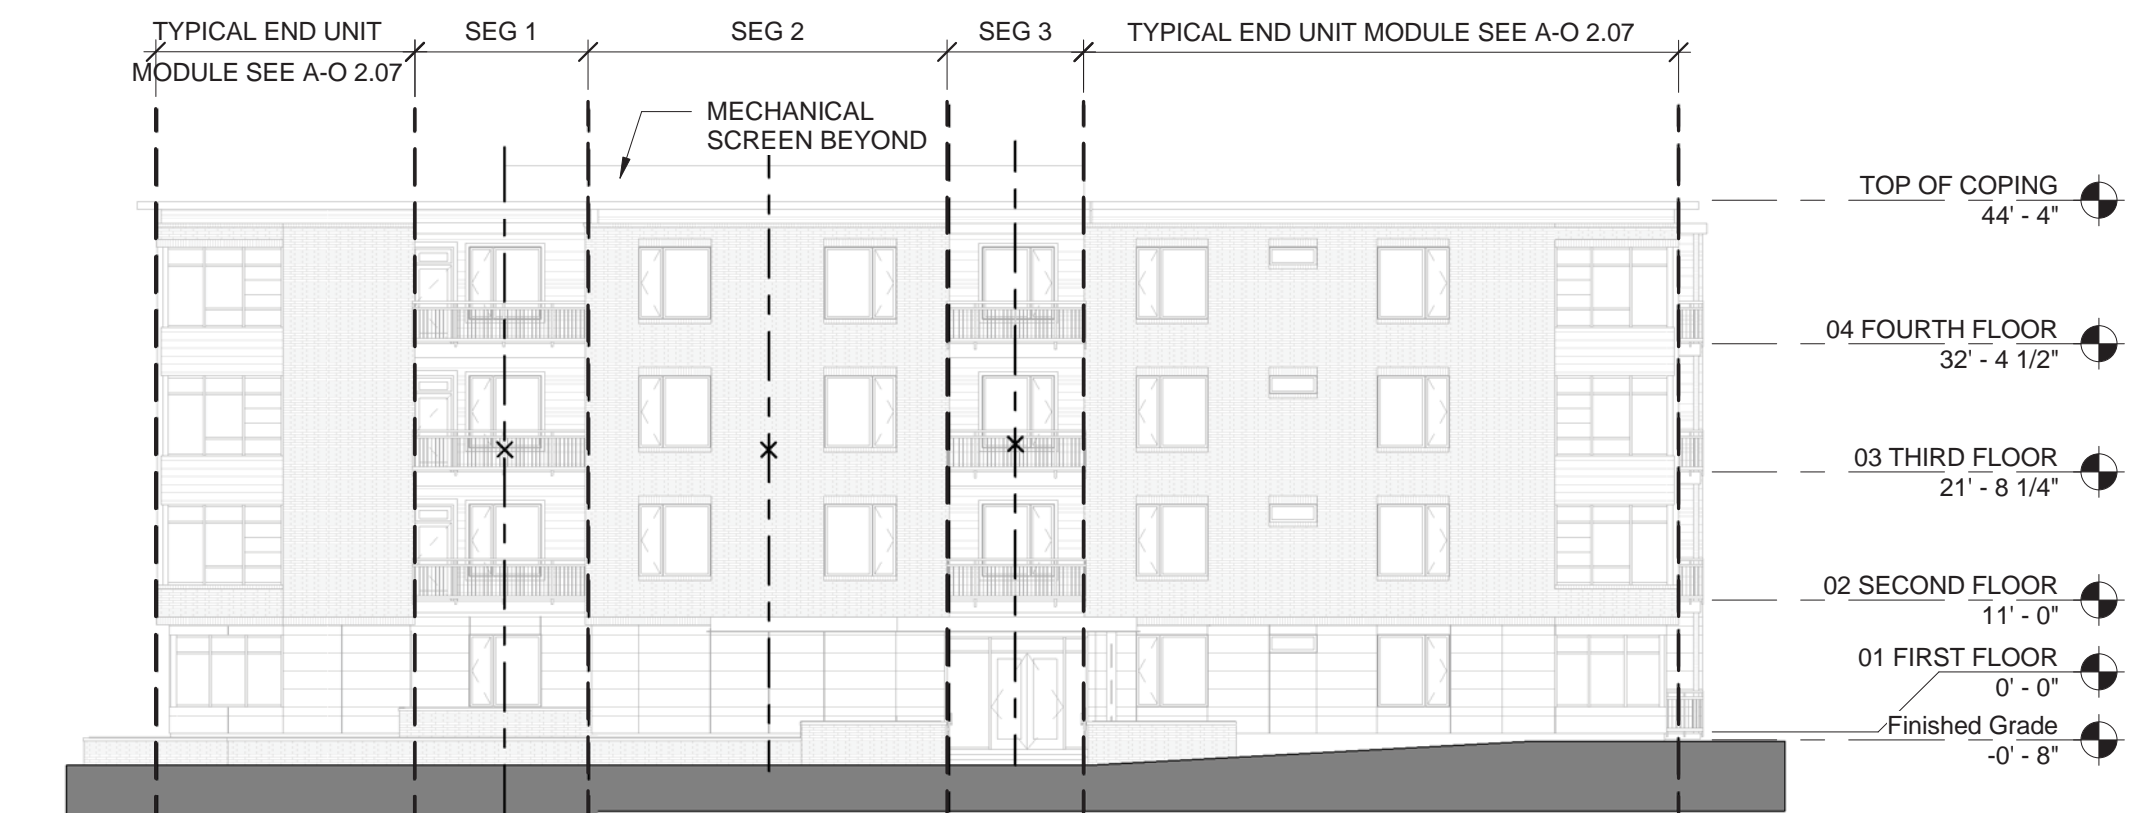 TYPICAL END UNIT
MODULE SEE A-O 2.07
SEG 1
SEG 2
SEG 3
TYPICAL END UNIT MODULE SEE A-O 2.07
MECHANICAL
SCREEN BEYOND
TOP OF COPING
44' - 4"
04 FOURTH FLOOR
32' - 4 1/2"
03 THIRD FLOOR
21' - 8 1/4"
02 SECOND FLOOR
11' - 0"
01 FIRST FLOOR
0' - 0"
Finished Grade
-0' - 8"